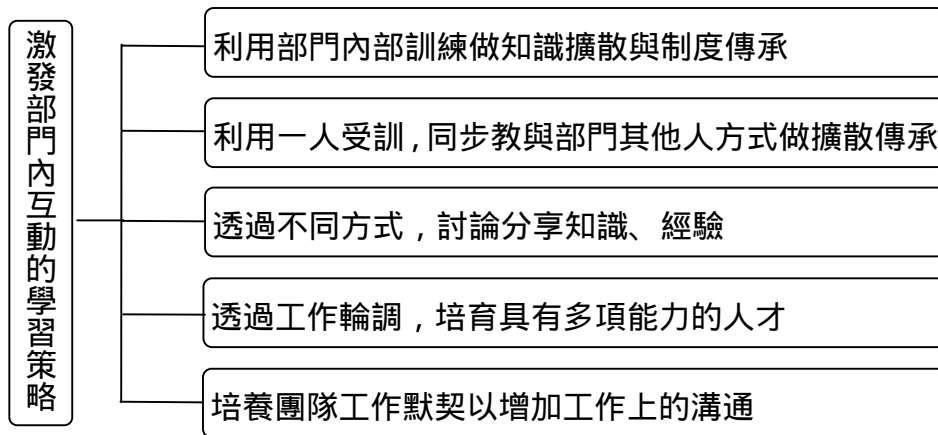 激發部門內互動的學習策略
利用部門內部訓練做知識擴散與制度傳承
利用一人受訓,同步教與部門其他人方式做擴散傳承
透過不同方式，討論分享知識、經驗
透過工作輪調，培育具有多項能力的人才
培養團隊工作默契以增加工作上的溝通